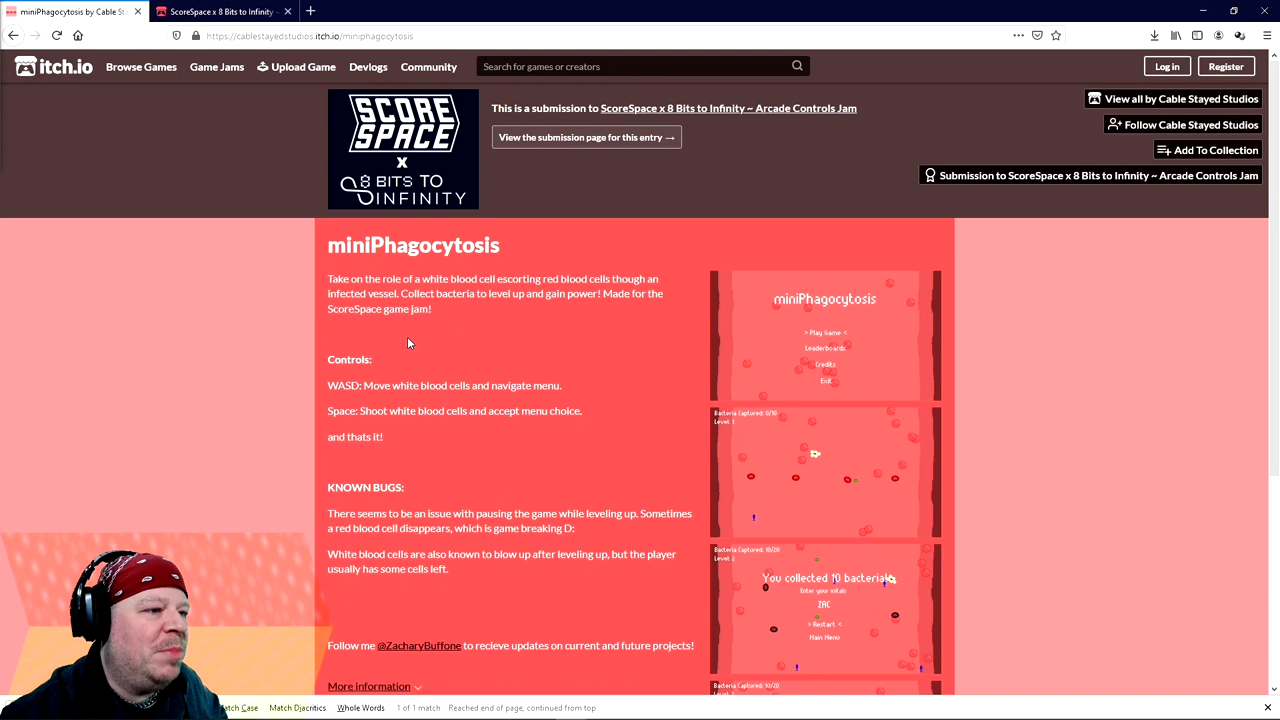 miniPhagocytosis by Cable St
ScoreSpace x 8 Bits to Infinity
https://cablestayedstudios.itch.io/miniphagocytosis
itch.io
Browse Games
Game Jams
Upload Game
Devlogs
Community
Search for games or creators
Log in
Register
SCORE
SPACE
X
8 BITS TO
INFINITY
This is a submission to ScoreSpace x 8 Bits to Infinity ~ Arcade Controls Jam
View the submission page for this entry →
View all by Cable Stayed Studios
Follow Cable Stayed Studios
Add To Collection
Submission to ScoreSpace x 8 Bits to Infinity ~ Arcade Controls Jam
miniPhagocytosis
Take on the role of a white blood cell escorting red blood cells though an
infected vessel. Collect bacteria to level up and gain power! Made for the
ScoreSpace game jam!
Controls:
WASD: Move white blood cells and navigate menu.
Space: Shoot white blood cells and accept menu choice.
and thats it!
KNOWN BUGS:
There seems to be an issue with pausing the game while leveling up. Sometimes
a red blood cell disappears, which is game breaking D:
White blood cells are also known to blow up after leveling up, but the player
usually has some cells left.
Follow me @ZacharyBuffone to recieve updates on current and future projects!
More information
miniPhagocytosis
> Play Game <
Leaderboards
Credits
Exit
Bacteria Captured: 0/10
Level 1
Bacteria Captured: 10/20
Level 2
You collected 10 bacterials
Enter your initals
ZAC
> Restart <
Main Menu
Bacteria Captured: 10/20
atch Case
Match Diacritics
Whole Words
1 of 1 match
Reached end of page, continued from top